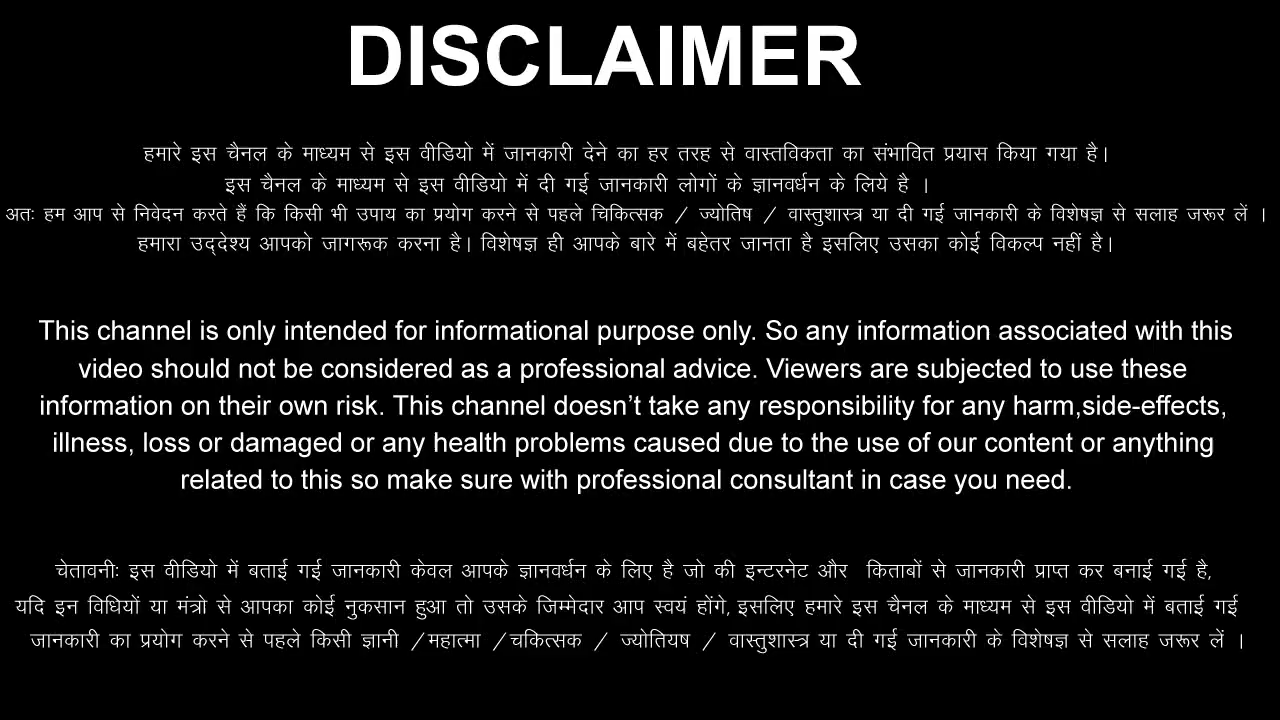 DISCLAIMER
हमारे इस चैनल के माध्यम से इस वीडियो में जानकारी देने का हर तरह से वास्तविकता का संभावित प्रयास किया गया है।
इस चैनल के माध्यम से इस वीडियो में दी गई जानकारी लोगों के ज्ञानवर्धन के लिये है ।
अतः हम आप से निवेदन करते हैं कि किसी भी उपाय का प्रयोग करने से पहले चिकित्सक / ज्योतिष / वास्तुशास्त्र या दी गई जानकारी के विशेषज्ञ से सलाह जरूर लें ।
हमारा उद्देश्य आपको जागरूक करना है। विशेषज्ञ ही आपके बारे में बहेतर जानता है इसलिए उसका कोई विकल्प नहीं है।
This channel is only intended for informational purpose only. So any information associated with this
video should not be considered as a professional advice. Viewers are subjected to use these
information on their own risk. This channel doesn’t take any responsibility for any harm,side-effects,
illness, loss or damaged or any health problems caused due to the use of our content or anything
related to this so make sure with professional consultant in case you need.
चेतावनीः इस वीडियो में बताई गई जानकारी केवल आपके ज्ञानवर्धन के लिए है जो की इन्टरनेट और किताबों से जानकारी प्राप्त कर बनाई गई है,
यदि इन विधियों या मंत्रो से आपका कोई नुकसान हुआ तो उसके जिम्मेदार आप स्वयं होंगे, इसलिए हमारे इस चैनल के माध्यम से इस वीडियो में बताई गई
जानकारी का प्रयोग करने से पहले किसी ज्ञानी /महात्मा /चकित्सक / ज्योतियष / वास्तुशास्त्र या दी गई जानकारी के विशेषज्ञ से सलाह जरूर लें ।